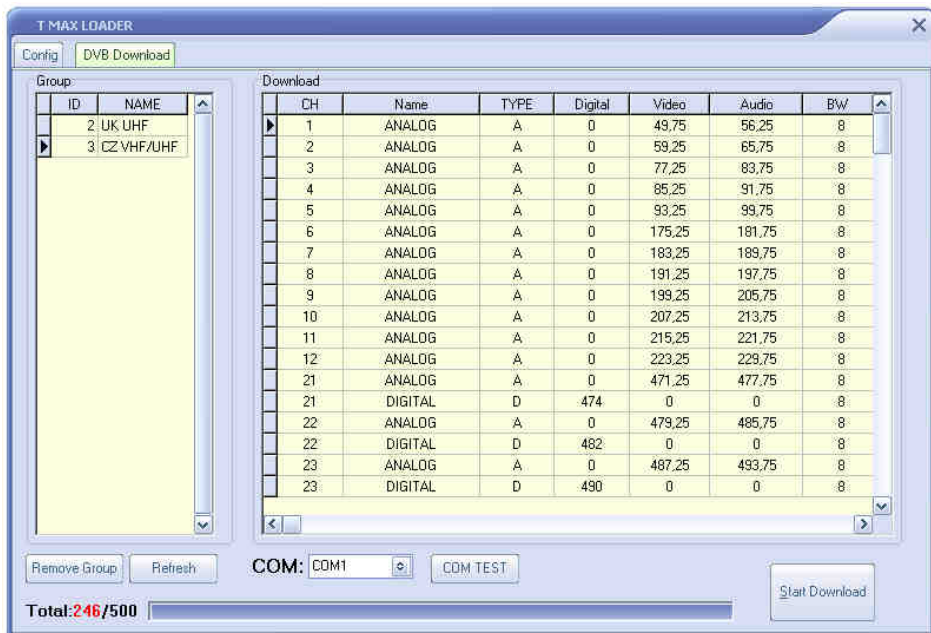 T MAX LOADER
Config DVB Download
Group Download
ID NAME
2 UK UHF
3 CZ VHF/UHF
CH Name TYPE Digital Video Audio BW
1 ANALOG A 0 49,75 56,25 8
2 ANALOG A 0 59,25 65,75 8
3 ANALOG A 0 77,25 83,75 8
4 ANALOG A 0 85,25 91,75 8
5 ANALOG A 0 93,25 99,75 8
6 ANALOG A 0 175,25 181,75 8
7 ANALOG A 0 183,25 189,75 8
8 ANALOG A 0 191,25 197,75 8
9 ANALOG A 0 199,25 205,75 8
10 ANALOG A 0 207,25 213,75 8
11 ANALOG A 0 215,25 221,75 8
12 ANALOG A 0 223,25 229,75 8
21 ANALOG A 0 471,25 477,75 8
21 DIGITAL D 474 0 0 8
22 ANALOG A 0 479,25 485,75 8
22 DIGITAL D 482 0 0 8
23 ANALOG A 0 487,25 493,75 8
23 DIGITAL D 490 0 0 8
Remove Group Refresh COM: COM1 COM TEST
Start Download
Total:246/500